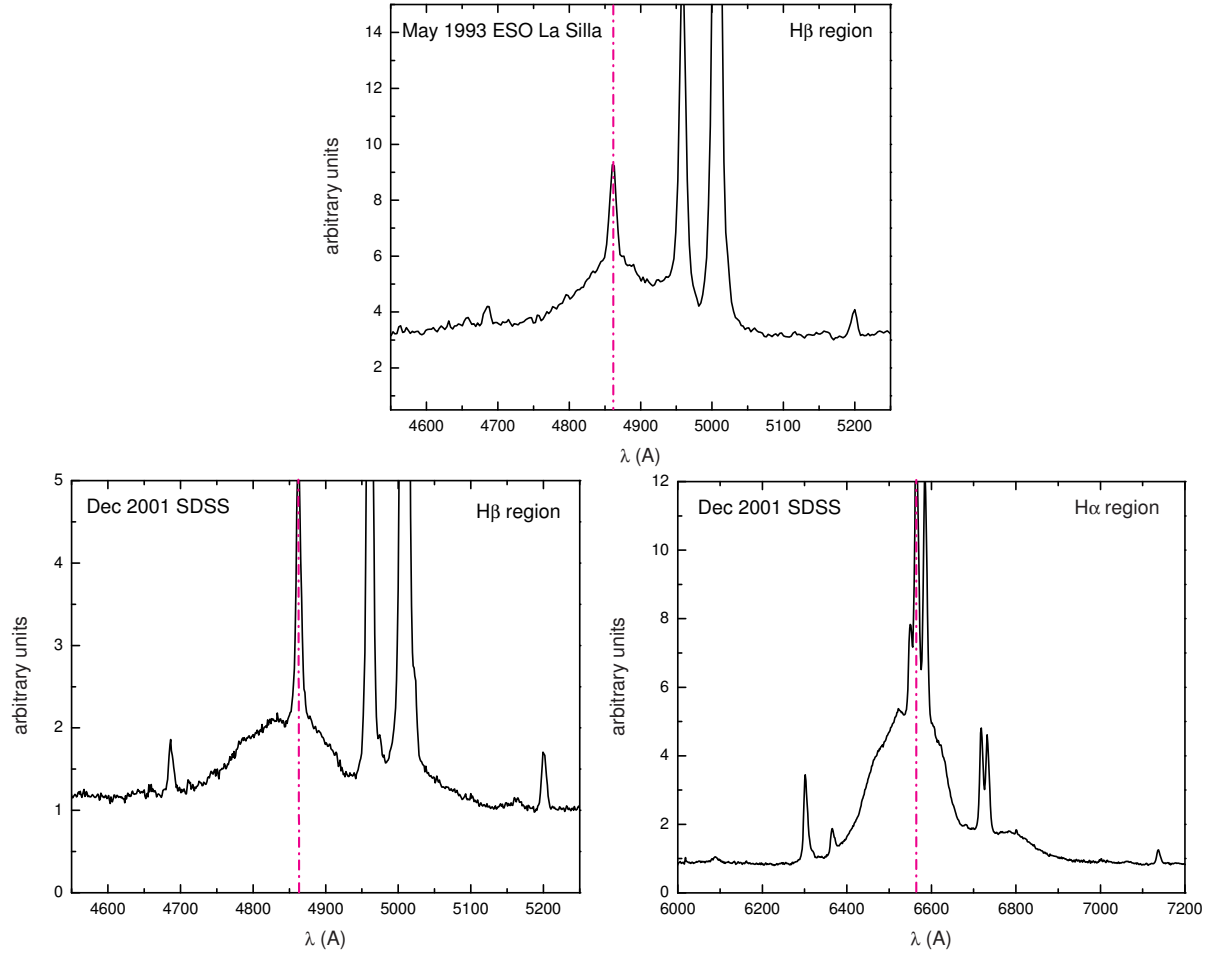 May 1993 ESO La Silla
Hβ region
14
12
10
8
6
4
2
arbitrary units
4600 4700 4800 4900 5000 5100 5200
λ (A)
Dec 2001 SDSS
Hβ region
5
4
3
2
1
0
arbitrary units
4600 4700 4800 4900 5000 5100 5200
λ (A)
Dec 2001 SDSS
Hα region
12
10
8
6
4
2
0
arbitrary units
6000 6200 6400 6600 6800 7000 7200
λ (A)